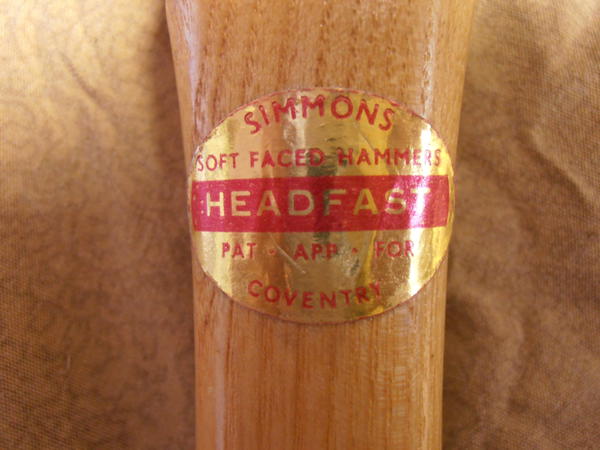 SIMMONS
SOFT FACED HAMMERS
HEADFAST
PAT · APP · FOR
COVENTRY